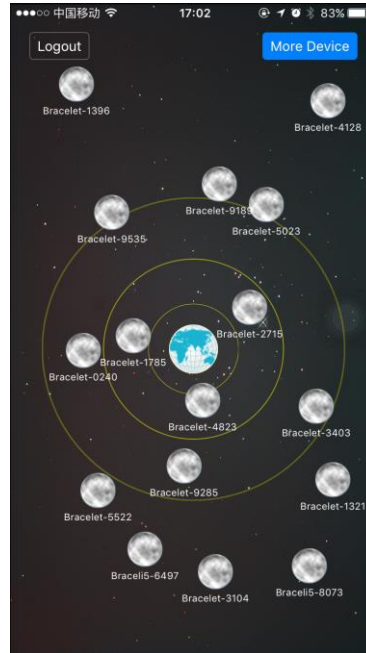 中国移动 17:02 83%
Logout More Device
Bracelet-1396
Bracelet-4128
Bracelet-9189
Bracelet-5023
Bracelet-9535
Bracelet-2715
Bracelet-1785
Bracelet-0240
Bracelet-4823
Bracelet-3403
Bracelet-9285
Bracelet-1321
Bracelet-5522
Braceli5-6497
Braceli5-8073
Bracelet-3104